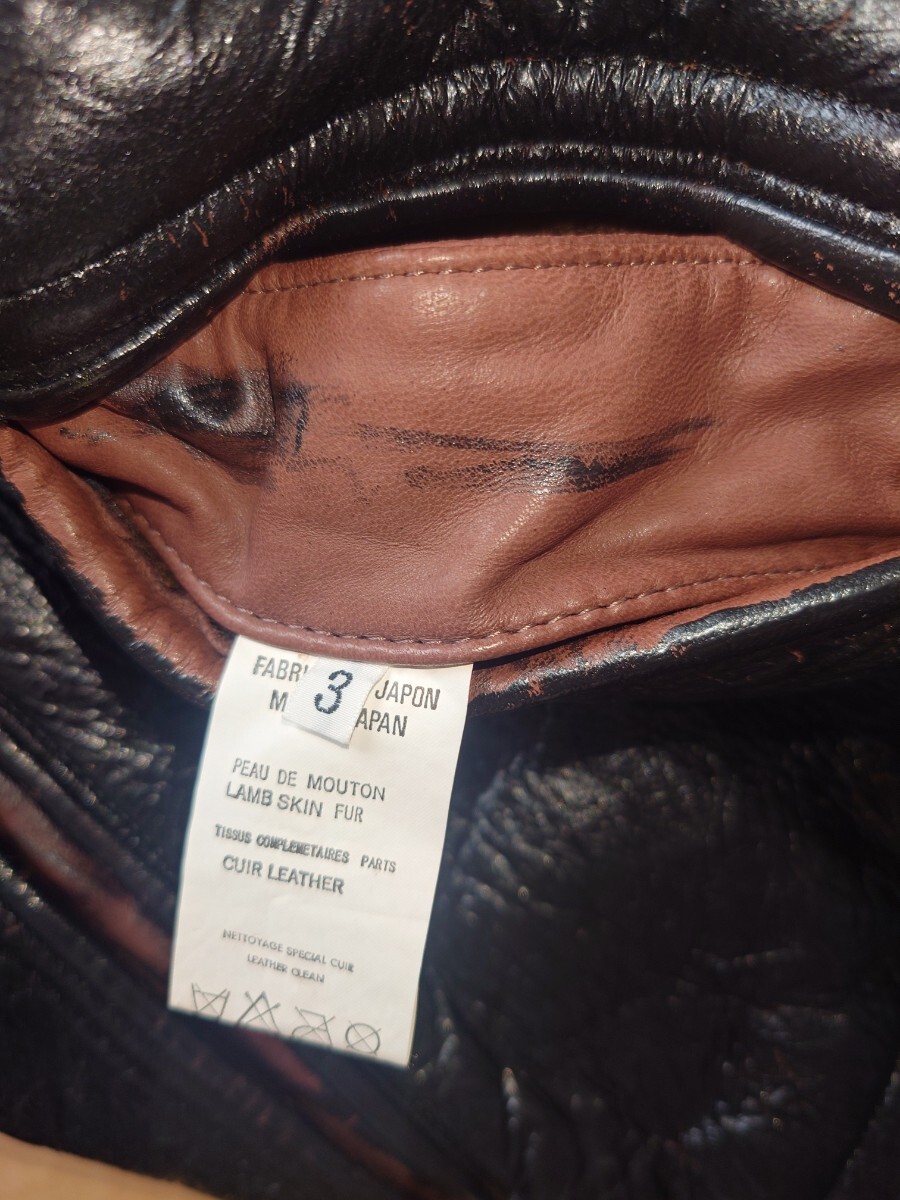 FABRI
3
JAPON
M
APAN
PEAU DE MOUTON
LAMB SKIN FUR
TISSUS COMPLEMETAIRES PARTS
CUIR LEATHER
NETTOYAGE SPECIAL CUIR
LEATHER CLEAN